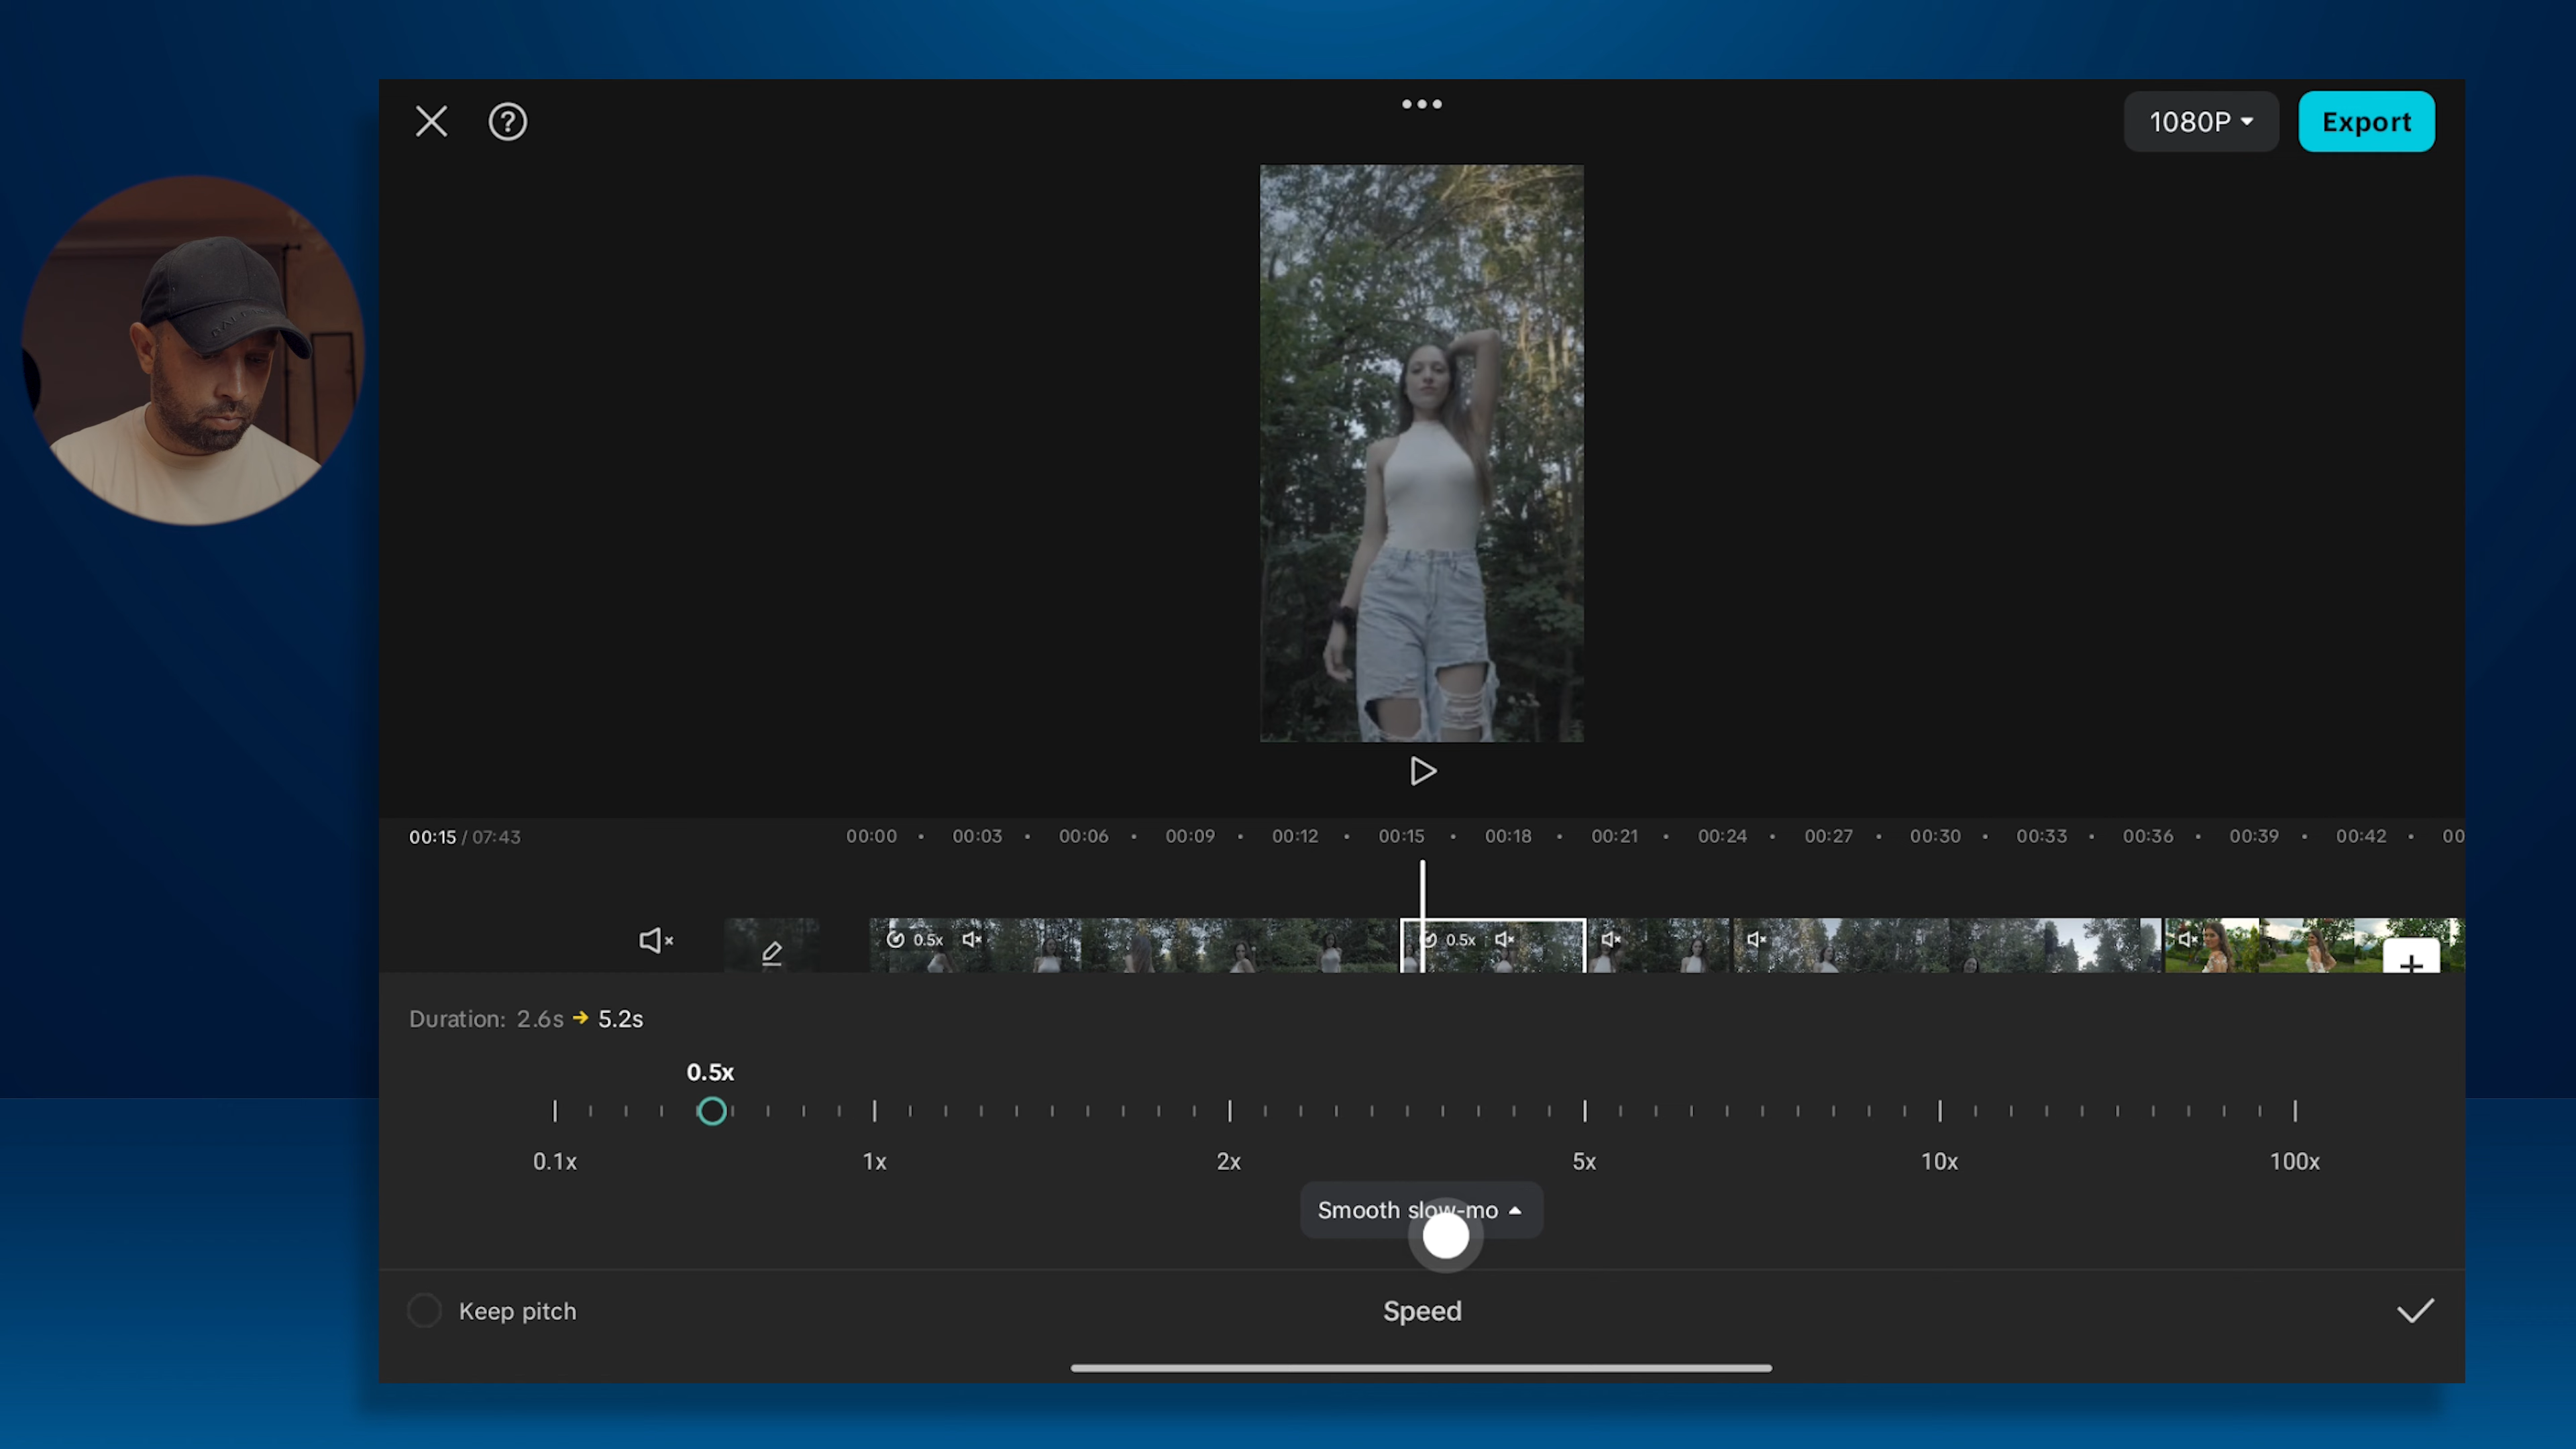 1080P
Export
00:15 / 07:43
00:00 00:03 00:06 00:09 00:12 00:15 00:18 00:21 00:24 00:27 00:30 00:33 00:36 00:39 00:42 00
0.5x
0.5x
Duration: 2.6s → 5.2s
0.5x
0.1x 1x 2x 5x 10x 100x
Smooth slow-mo
Keep pitch
Speed